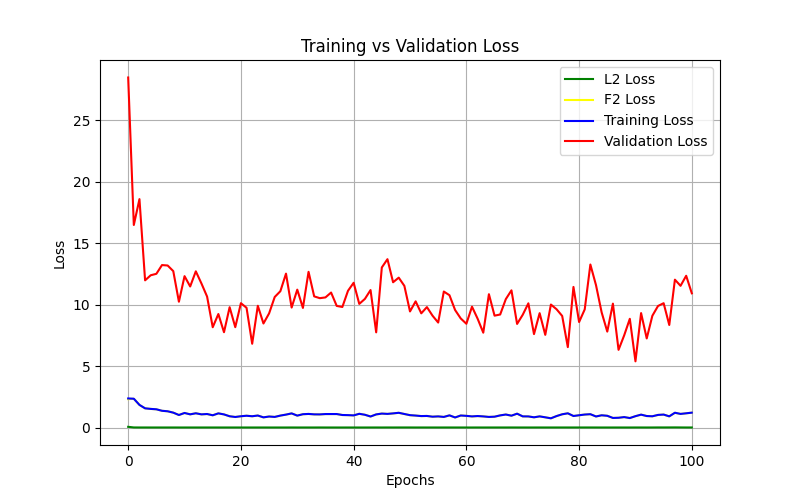 Training vs Validation Loss
L2 Loss
F2 Loss
Training Loss
Validation Loss
25
20
15
10
5
0
Loss
0 20 40 60 80 100
Epochs